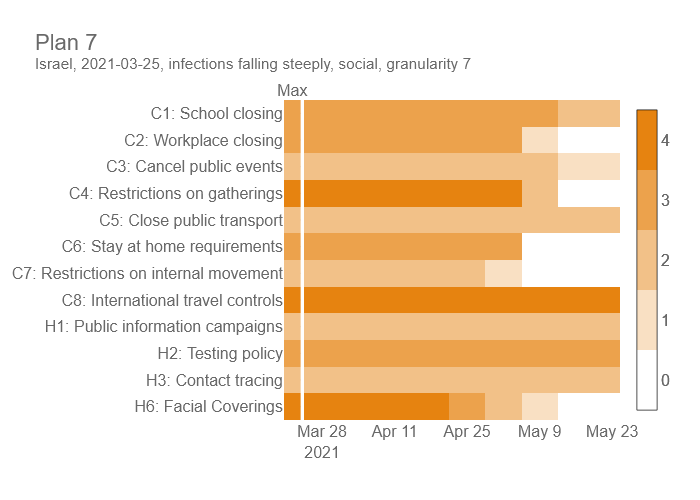 Plan 7
Israel, 2021-03-25, infections falling steeply, social, granularity 7
Max
C1: School closing
C2: Workplace closing
C3: Cancel public events
C4: Restrictions on gatherings
C5: Close public transport
C6: Stay at home requirements
C7: Restrictions on internal movement
C8: International travel controls
H1: Public information campaigns
H2: Testing policy
H3: Contact tracing
H6: Facial Coverings
4
3
2
1
0
Mar 28 Apr 11 Apr 25 May 9 May 23
2021